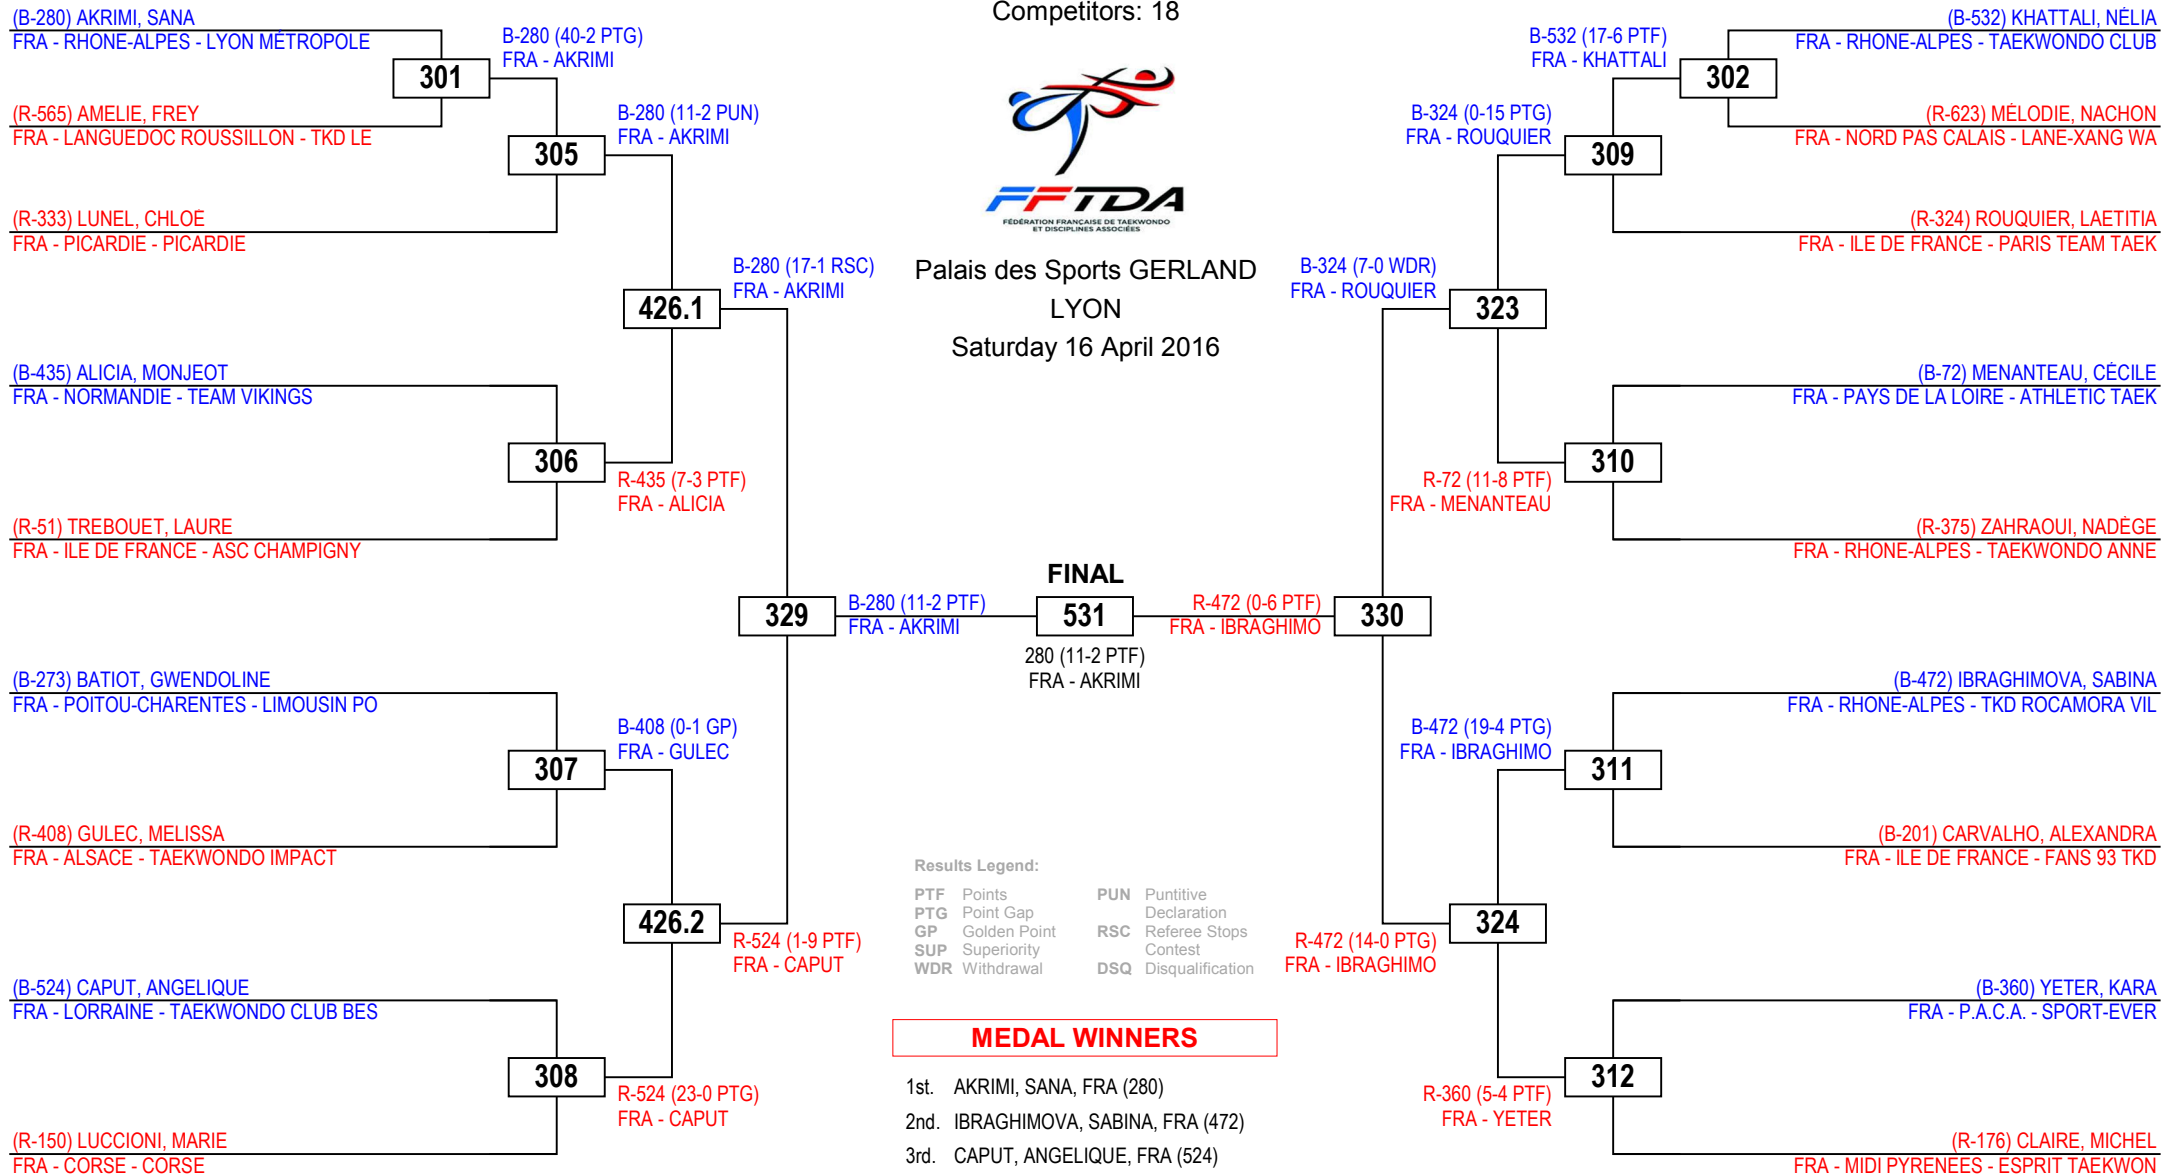 Competitors: 18
FFTDA
FÉDÉRATION FRANÇAISE DE TAEKWONDO
ET DISCIPLINES ASSOCIÉES
Palais des Sports GERLAND
LYON
Saturday 16 April 2016
(B-280) AKRIMI, SANA
FRA - RHONE-ALPES - LYON MÉTROPOLE
301
(R-565) AMELIE, FREY
FRA - LANGUEDOC ROUSSILLON - TKD LE
B-280 (40-2 PTG)
FRA - AKRIMI
305
(R-333) LUNEL, CHLOÉ
FRA - PICARDIE - PICARDIE
B-280 (11-2 PUN)
FRA - AKRIMI
426.1
B-280 (17-1 RSC)
FRA - AKRIMI
(B-435) ALICIA, MONJEOT
FRA - NORMANDIE - TEAM VIKINGS
306
(R-51) TREBOUET, LAURE
FRA - ILE DE FRANCE - ASC CHAMPIGNY
R-435 (7-3 PTF)
FRA - ALICIA
329
B-280 (11-2 PTF)
FRA - AKRIMI
(B-273) BATIOT, GWENDOLINE
FRA - POITOU-CHARENTES - LIMOUSIN PO
307
(R-408) GULEC, MELISSA
FRA - ALSACE - TAEKWONDO IMPACT
B-408 (0-1 GP)
FRA - GULEC
426.2
R-524 (1-9 PTF)
FRA - CAPUT
(B-524) CAPUT, ANGELIQUE
FRA - LORRAINE - TAEKWONDO CLUB BES
308
(R-150) LUCCIONI, MARIE
FRA - CORSE - CORSE
R-524 (23-0 PTG)
FRA - CAPUT
FINAL
531
280 (11-2 PTF)
FRA - AKRIMI
(B-532) KHATTALI, NÉLIA
FRA - RHONE-ALPES - TAEKWONDO CLUB
302
(R-623) MÉLODIE, NACHON
FRA - NORD PAS CALAIS - LANE-XANG WA
B-532 (17-6 PTF)
FRA - KHATTALI
309
(R-324) ROUQUIER, LAETITIA
FRA - ILE DE FRANCE - PARIS TEAM TAEK
B-324 (0-15 PTG)
FRA - ROUQUIER
323
B-324 (7-0 WDR)
FRA - ROUQUIER
(B-72) MENANTEAU, CÉCILE
FRA - PAYS DE LA LOIRE - ATHLETIC TAEK
310
(R-375) ZAHRAOUI, NADÈGE
FRA - RHONE-ALPES - TAEKWONDO ANNE
R-72 (11-8 PTF)
FRA - MENANTEAU
330
R-472 (0-6 PTF)
FRA - IBRAGHIMO
(B-472) IBRAGHIMOVA, SABINA
FRA - RHONE-ALPES - TKD ROCAMORA VIL
311
(B-201) CARVALHO, ALEXANDRA
FRA - ILE DE FRANCE - FANS 93 TKD
B-472 (19-4 PTG)
FRA - IBRAGHIMO
324
R-472 (14-0 PTG)
FRA - IBRAGHIMO
(B-360) YETER, KARA
FRA - P.A.C.A. - SPORT-EVER
312
(R-176) CLAIRE, MICHEL
FRA - MIDI PYRENEES - ESPRIT TAEKWON
R-360 (5-4 PTF)
FRA - YETER
Results Legend:
PTF Points
PTG Point Gap
GP Golden Point
SUP Superiority
WDR Withdrawal
PUN Puntitive
Declaration
RSC Referee Stops
Contest
DSQ Disqualification
MEDAL WINNERS
1st. AKRIMI, SANA, FRA (280)
2nd. IBRAGHIMOVA, SABINA, FRA (472)
3rd. CAPUT, ANGELIQUE, FRA (524)